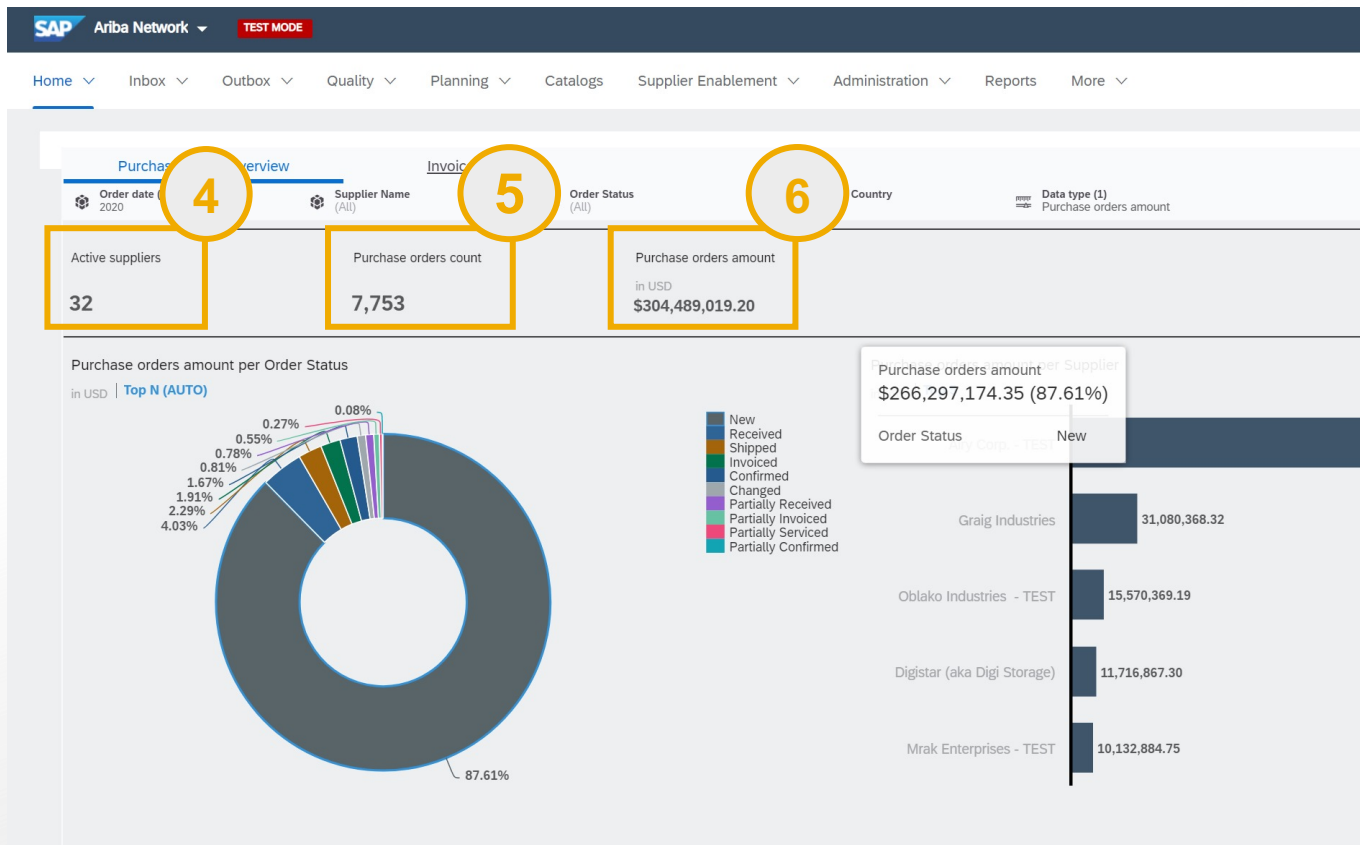 SAP Ariba Network TEST MODE
Home Inbox Outbox Quality Planning Catalogs Supplier Enablement Administration Reports More
4 5 6
Order date
2020
Supplier Name
(All)
Order Status
(All)
Country
Data type (1)
Purchase orders amount
Active suppliers
32
Purchase orders count
7,753
Purchase orders amount
in USD
$304,489,019.20
Purchase orders amount per Order Status
in USD | Top N (AUTO)
0.08%
0.27%
0.55%
0.78%
0.81%
1.67%
1.91%
2.29%
4.03%
87.61%
New
Received
Shipped
Invoiced
Confirmed
Changed
Partially Received
Partially Invoiced
Partially Serviced
Partially Confirmed
per Supplier
Purchase orders amount
$266,297,174.35 (87.61%)
Order Status New
Corp. - TEST
Graig Industries 31,080,368.32
Oblako Industries - TEST 15,570,369.19
Digistar (aka Digi Storage) 11,716,867.30
Mrak Enterprises - TEST 10,132,884.75